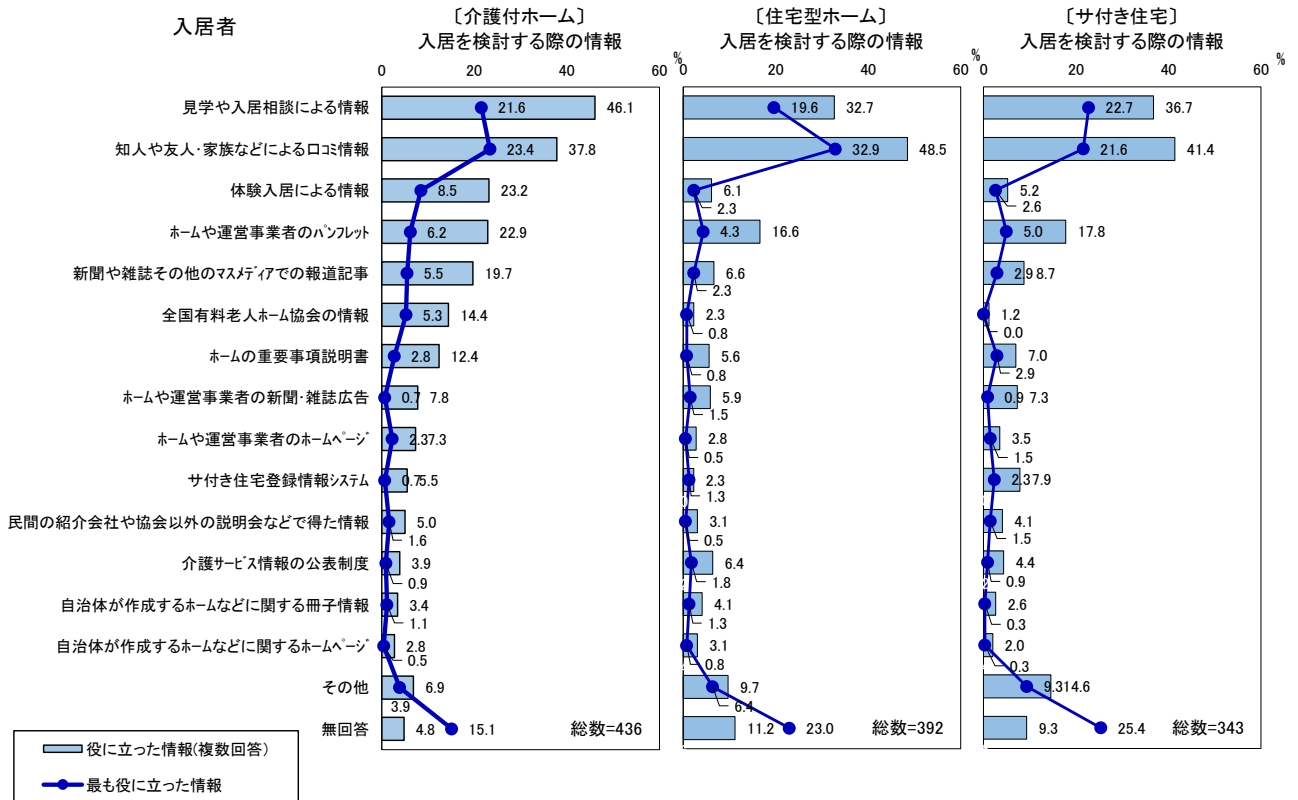 入居者
〔介護付ホーム〕
入居を検討する際の情報
〔住宅型ホーム〕
入居を検討する際の情報
〔サ付き住宅〕
入居を検討する際の情報
0 20 40 60 %
0 20 40 60 %
0 20 40 60 %
見学や入居相談による情報 21.6 46.1 19.6 32.7 22.7 36.7
知人や友人・家族などによる口コミ情報 23.4 37.8 32.9 48.5 21.6 41.4
体験入居による情報 8.5 23.2 6.1 2.3 5.2 2.6
ホームや運営事業者のパンフレット 6.2 22.9 4.3 16.6 5.0 17.8
新聞や雑誌その他のマスメディアでの報道記事 5.5 19.7 6.6 2.3 2.9 8.7
全国有料老人ホーム協会の情報 5.3 14.4 2.3 0.8 1.2 0.0
ホームの重要事項説明書 2.8 12.4 5.6 0.8 7.0 2.9
ホームや運営事業者の新聞・雑誌広告 0.7 7.8 5.9 1.5 0.9 7.3
ホームや運営事業者のホームページ 2.3 7.3 2.8 0.5 3.5 1.5
サ付き住宅登録情報システム 0.7 5.5 2.3 1.3 2.3 7.9
民間の紹介会社や協会以外の説明会などで得た情報 5.0 1.6 3.1 0.5 4.1 1.5
介護サービス情報の公表制度 3.9 0.9 6.4 1.8 4.4 0.9
自治体が作成するホームなどに関する冊子情報 3.4 1.1 4.1 1.3 2.6 0.3
自治体が作成するホームなどに関するホームページ 2.8 0.5 3.1 0.8 2.0 0.3
その他 6.9 3.9 9.7 6.4 9.3 14.6
無回答 4.8 15.1 総数=436 11.2 23.0 総数=392 9.3 25.4 総数=343
役に立った情報(複数回答)
最も役に立った情報